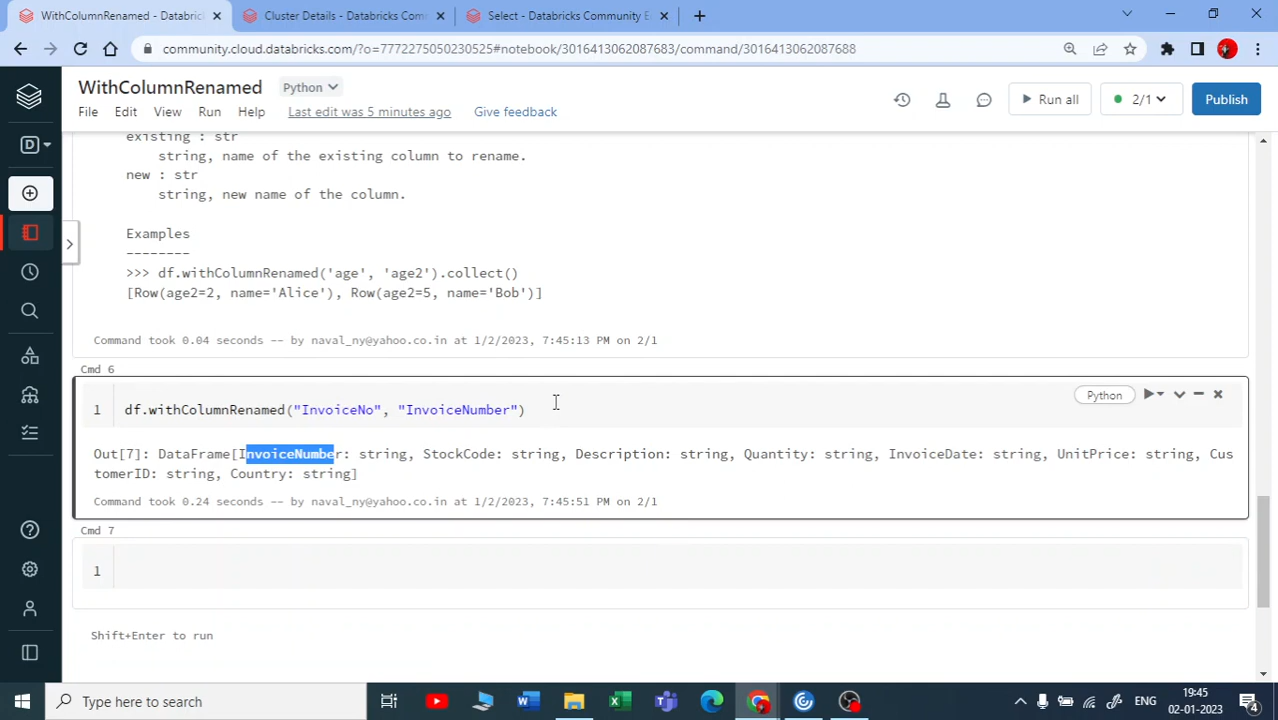 WithColumnRenamed - Databric
Cluster Details - Databricks Com
Select - Databricks Community E
community.cloud.databricks.com/?o=7772275050230525#notebook/3016413062087683/command/3016413062087688
WithColumnRenamed
Python
File Edit View Run Help Last edit was 5 minutes ago Give feedback
Run all
2/1
Publish
D
existing : str
string, name of the existing column to rename.
new : str
string, new name of the column.
Examples
--------
>>> df.withColumnRenamed('age', 'age2').collect()
[Row(age2=2, name='Alice'), Row(age2=5, name='Bob')]
Command took 0.04 seconds -- by naval_ny@yahoo.co.in at 1/2/2023, 7:45:13 PM on 2/1
Cmd 6
Python
1 df.withColumnRenamed("InvoiceNo", "InvoiceNumber")
Out[7]: DataFrame[InvoiceNumber: string, StockCode: string, Description: string, Quantity: string, InvoiceDate: string, UnitPrice: string, Cus
tomerID: string, Country: string]
Command took 0.24 seconds -- by naval_ny@yahoo.co.in at 1/2/2023, 7:45:51 PM on 2/1
Cmd 7
1
Shift+Enter to run
Type here to search
ENG
19:45
02-01-2023
4